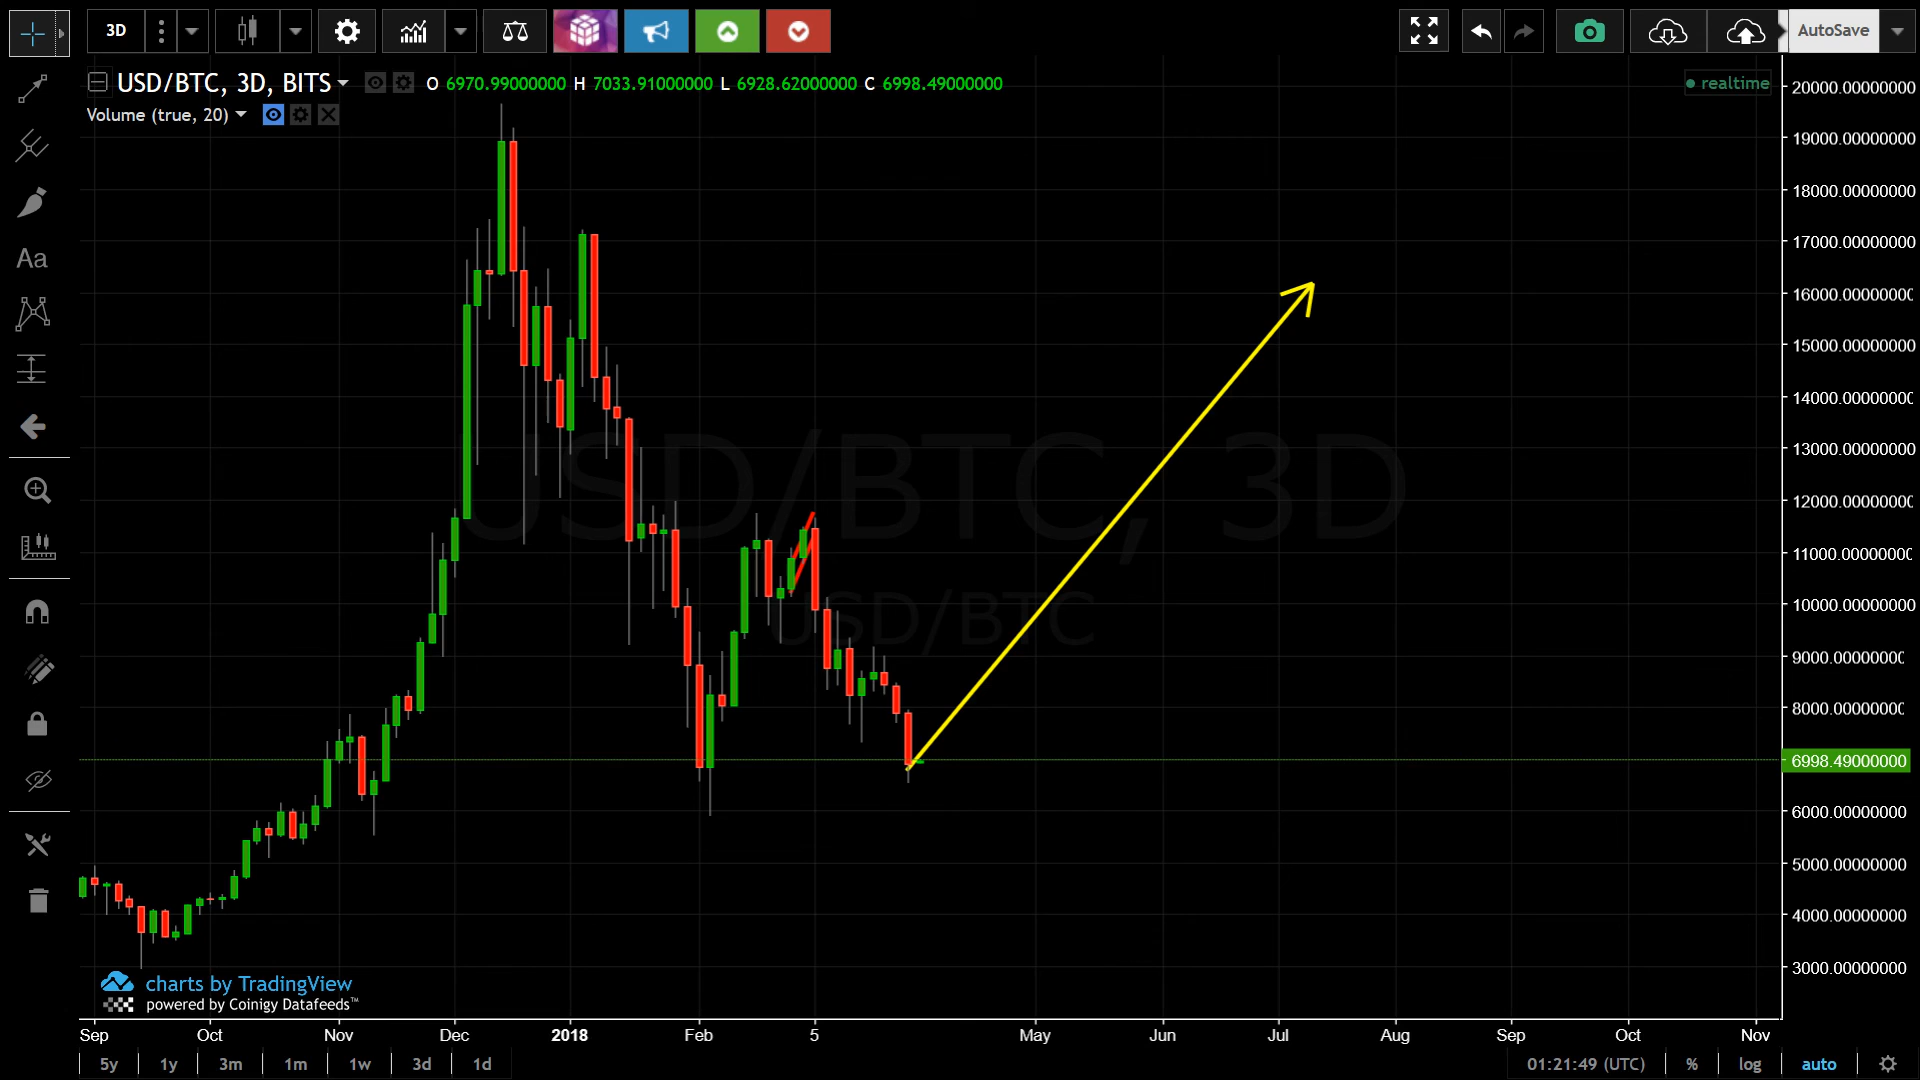 3D
AutoSave
USD/BTC, 3D, BITS O 6970.99000000 H 7033.91000000 L 6928.62000000 C 6998.49000000
realtime
Volume (true, 20)
Aa
20000.00000000
19000.00000000
18000.00000000
17000.00000000
16000.00000000
15000.00000000
14000.00000000
13000.00000000
12000.00000000
11000.00000000
10000.00000000
9000.00000000
8000.00000000
6998.49000000
6000.00000000
5000.00000000
4000.00000000
3000.00000000
USD/BTC, 3D
USD/BTC
charts by TradingView
powered by Coinigy Datafeeds™
Sep Oct Nov Dec 2018 Feb 5 May Jun Jul Aug Sep Oct Nov
5y 1y 3m 1m 1w 3d 1d 01:21:49 (UTC) % log auto